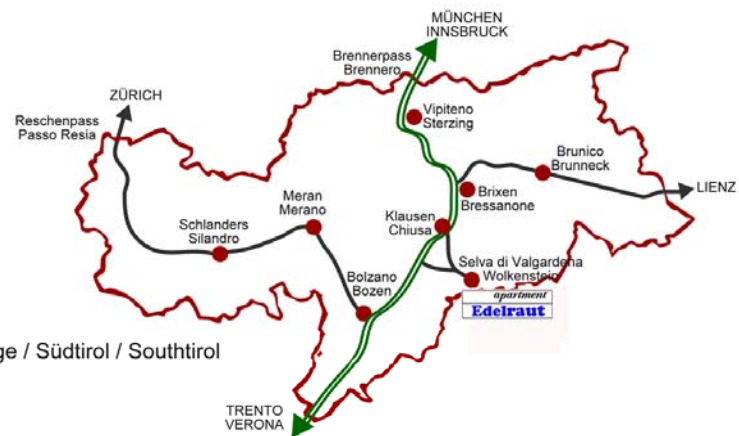 MÜNCHEN
INNSBRUCK
Brennerpass
Brennero
ZÜRICH
Reschenpass
Passo Resia
Vipiteno
Sterzing
Brunico
Brunneck
LIENZ
Brixen
Bressanone
Meran
Merano
Klausen
Chiusa
Schlanders
Silandro
Selva di Valgardena
Wolkenstein
Bolzano
Bozen
apartment
Edelraut
ge / Südtirol / Southtirol
TRENTO
VERONA